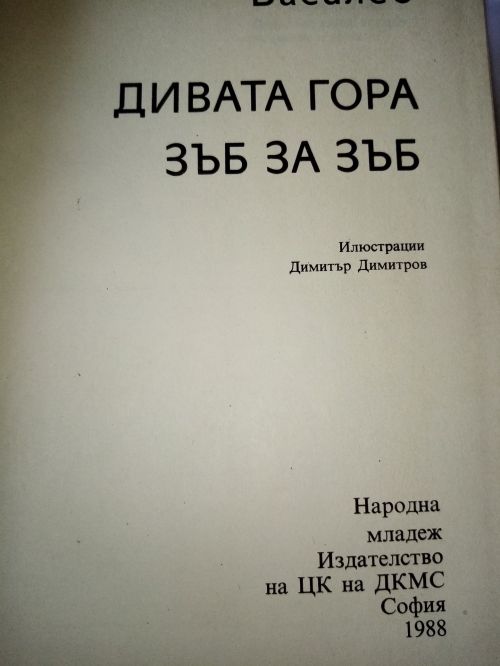 ДИВАТА ГОРА
ЗЪБ ЗА ЗЪБ
Илюстрации
Димитър Димитров
Народна
младеж
Издателство
на ЦК на ДКМС
София
1988